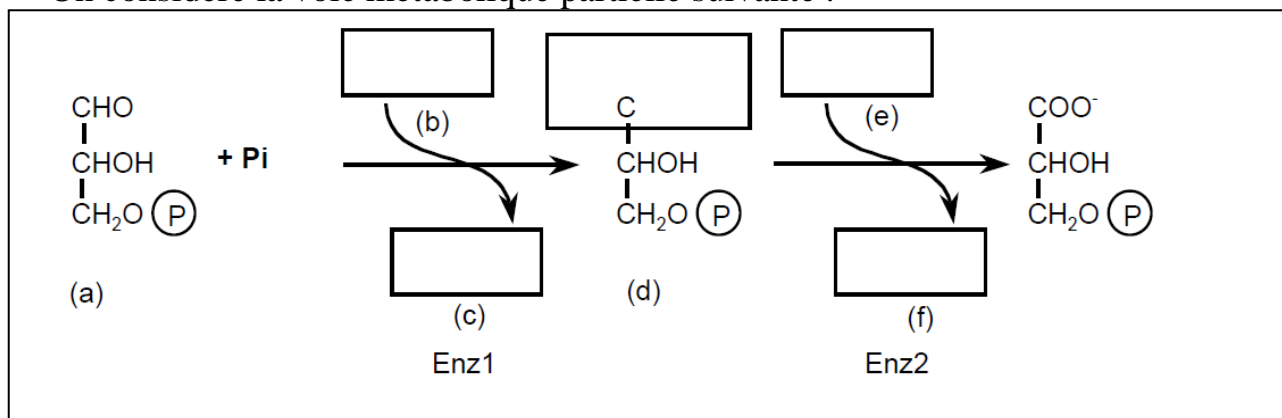 On considère la voie métabolique partielle suivante :
(b)
(e)
CHO
C
COO-
CHOH + Pi
CHOH
CHOH
CH2O P
CH2O P
CH2O P
(a)
(c)
(d)
(f)
Enz1
Enz2